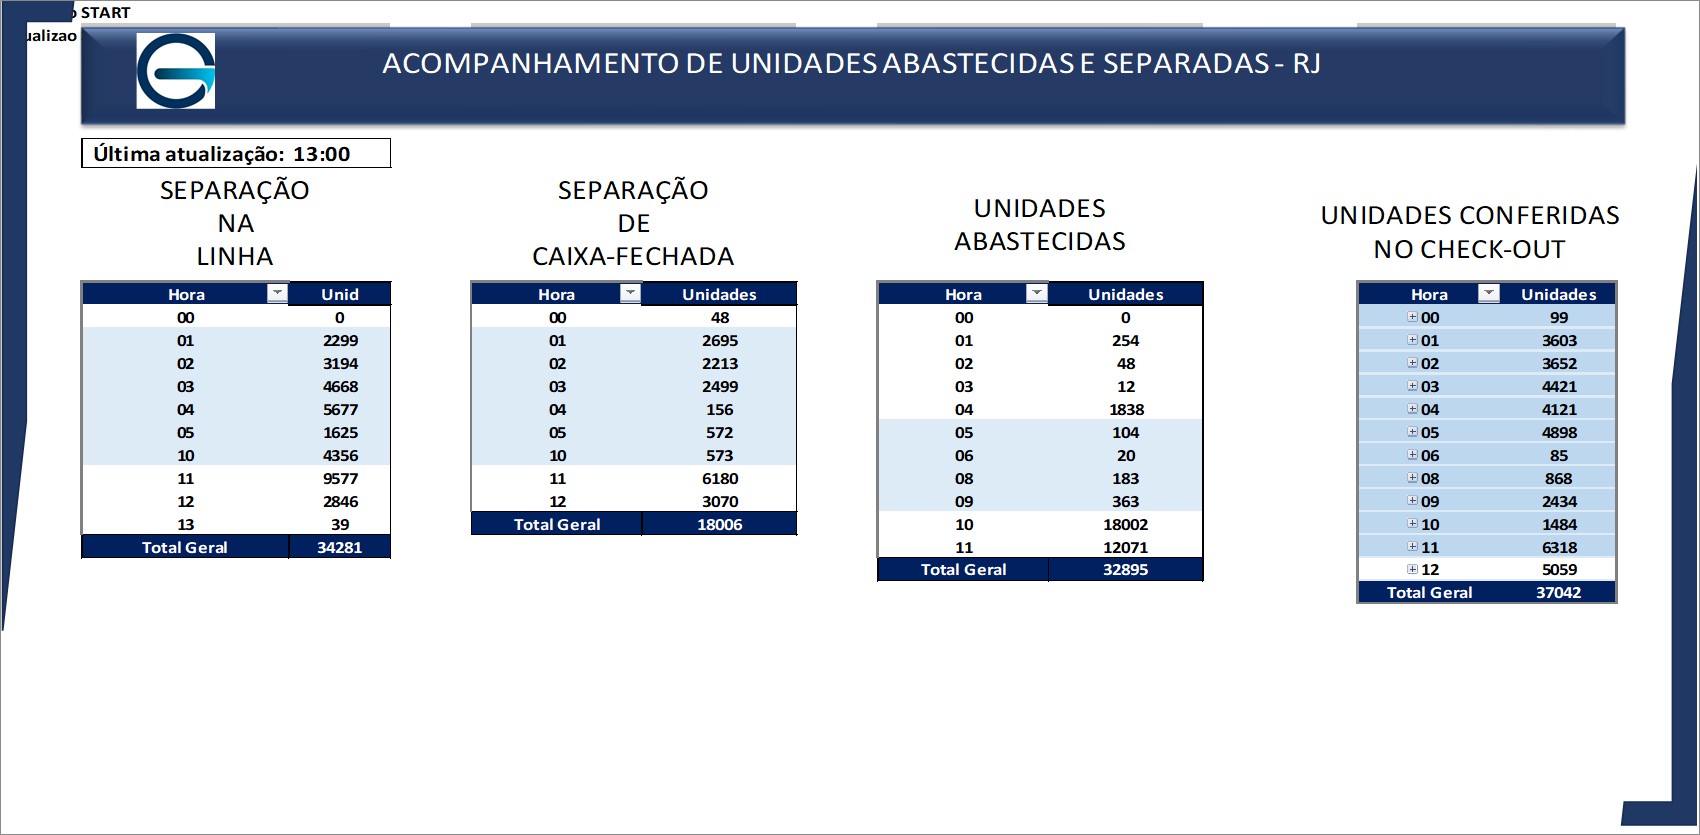 START
ACOMPANHAMENTO DE UNIDADES ABASTECIDAS E SEPARADAS - RJ
Última atualização: 13:00
SEPARAÇÃO
NA
LINHA
Hora Unid
00 0
01 2299
02 3194
03 4668
04 5677
05 1625
10 4356
11 9577
12 2846
13 39
Total Geral 34281
SEPARAÇÃO
DE
CAIXA-FECHADA
Hora Unidades
00 48
01 2695
02 2213
03 2499
04 156
05 572
10 573
11 6180
12 3070
Total Geral 18006
UNIDADES
ABASTECIDAS
Hora Unidades
00 0
01 254
02 48
03 12
04 1838
05 104
06 20
08 183
09 363
10 18002
11 12071
Total Geral 32895
UNIDADES CONFERIDAS
NO CHECK-OUT
Hora Unidades
00 99
01 3603
02 3652
03 4421
04 4121
05 4898
06 85
08 868
09 2434
10 1484
11 6318
12 5059
Total Geral 37042